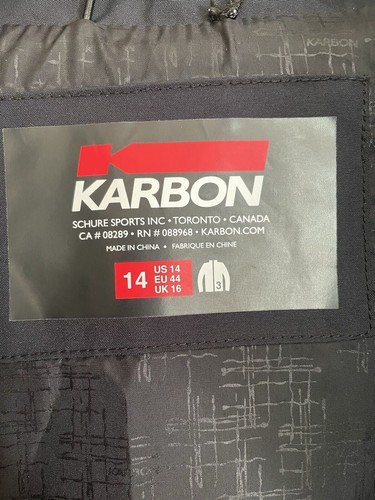 KARBON
KARBON
SCHURE SPORTS INC • TORONTO • CANADA
CA # 08289 • RN # 088968 • KARBON.COM
MADE IN CHINA • FABRIQUE EN CHINE
14
US 14
EU 44
UK 16
3